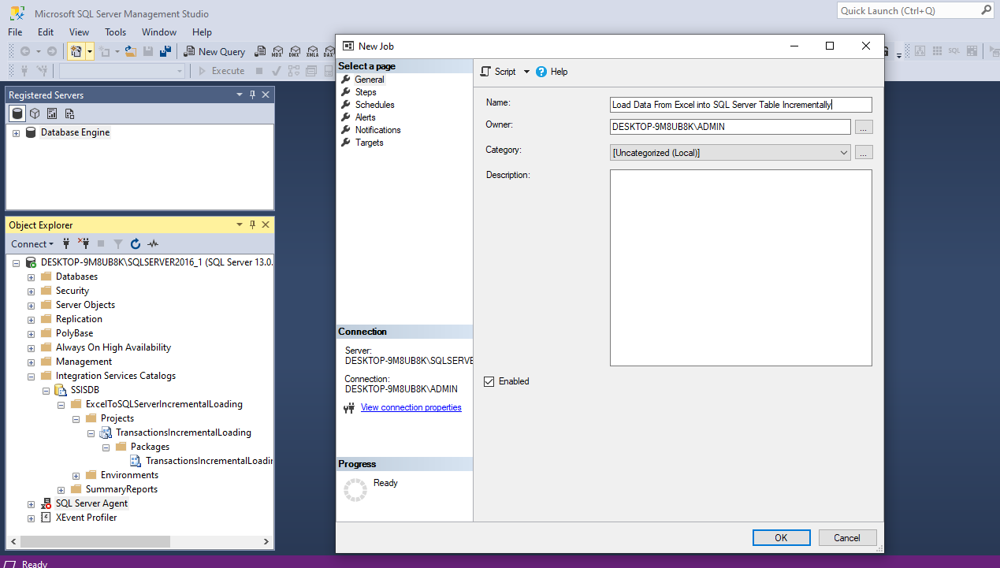 Microsoft SQL Server Management Studio
Quick Launch (Ctrl+Q)
File Edit View Tools Window Help
New Query
MDX
DMX
XMLA
DAX
SQL
Execute
Registered Servers
Database Engine
Object Explorer
Connect
DESKTOP-9M8UB8K\SQLSERVER2016_1 (SQL Server 13.0.
Databases
Security
Server Objects
Replication
PolyBase
Always On High Availability
Management
Integration Services Catalogs
SSISDB
ExcelToSQLServerIncrementalLoading
Projects
TransactionsIncrementalLoading
Packages
TransactionsIncrementalLoadin
Environments
SummaryReports
SQL Server Agent
XEvent Profiler
Ready
New Job
Select a page
General
Steps
Schedules
Alerts
Notifications
Targets
Connection
Server:
DESKTOP-9M8UB8K\SQLSERVE
Connection:
DESKTOP-9M8UB8K\ADMIN
View connection properties
Progress
Ready
Script Help
Name: Load Data From Excel into SQL Server Table Incrementally
Owner: DESKTOP-9M8UB8K\ADMIN ...
Category: [Uncategorized (Local)] ...
Description:
Enabled
OK Cancel